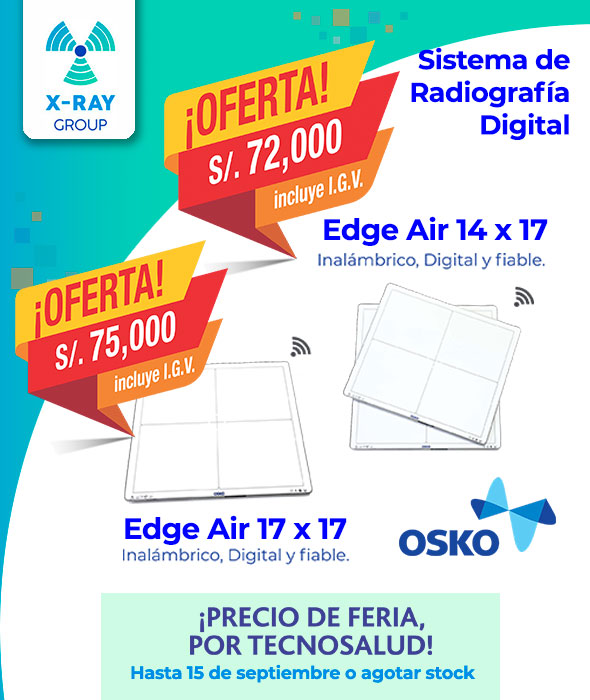 X-RAY
GROUP
Sistema de
Radiografía
Digital
¡OFERTA!
S/. 72,000
incluye I.G.V.
Edge Air 14 x 17
Inalámbrico, Digital y fiable.
¡OFERTA!
S/. 75,000
incluye I.G.V.
OSKO
Edge Air 17 x 17
Inalámbrico, Digital y fiable.
OSKO
¡PRECIO DE FERIA,
POR TECNOSALUD!
Hasta 15 de septiembre o agotar stock